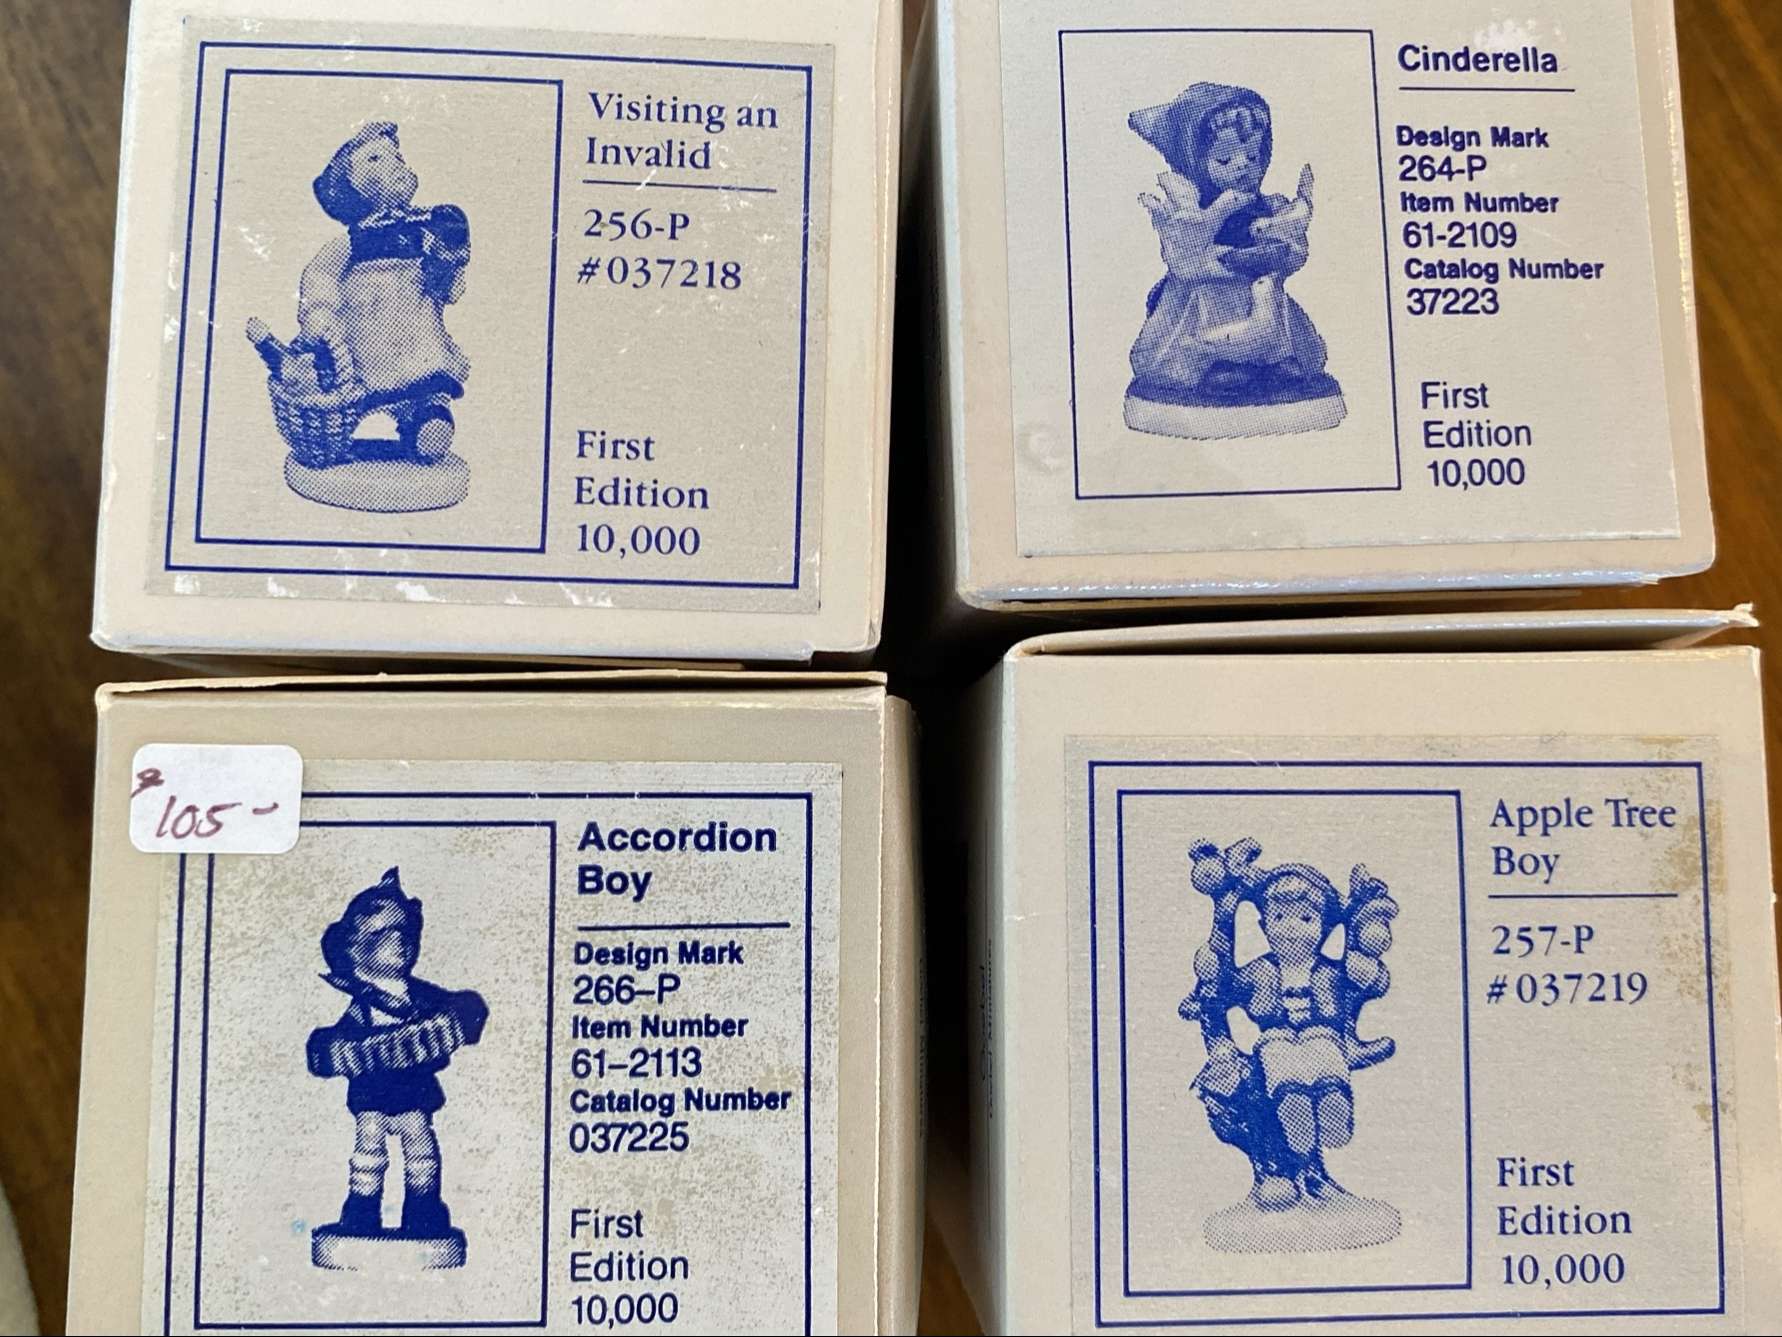 Visiting an
Invalid
256-P
#037218
First
Edition
10,000
Cinderella
Design Mark
264-P
Item Number
61-2109
Catalog Number
37223
First
Edition
10,000
$105-
Accordion
Boy
Design Mark
266-P
Item Number
61-2113
Catalog Number
037225
First
Edition
10,000
Apple Tree
Boy
257-P
#037219
First
Edition
10,000